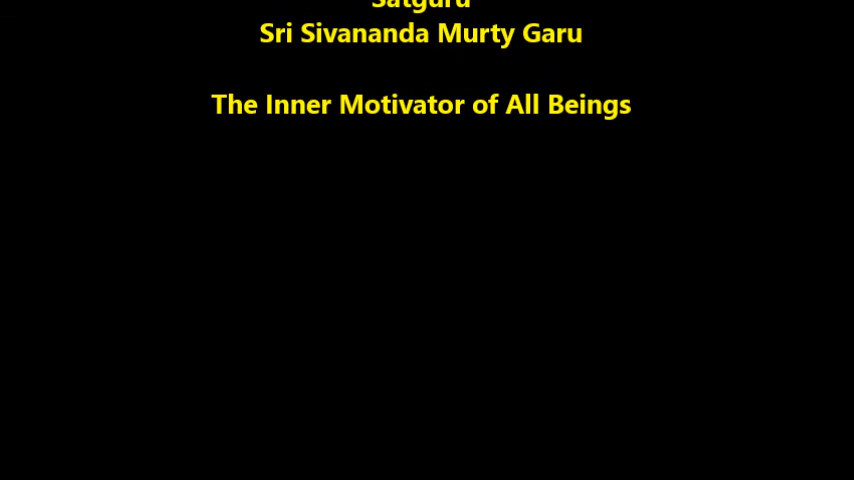 Satguru
Sri Sivananda Murty Garu
The Inner Motivator of All Beings